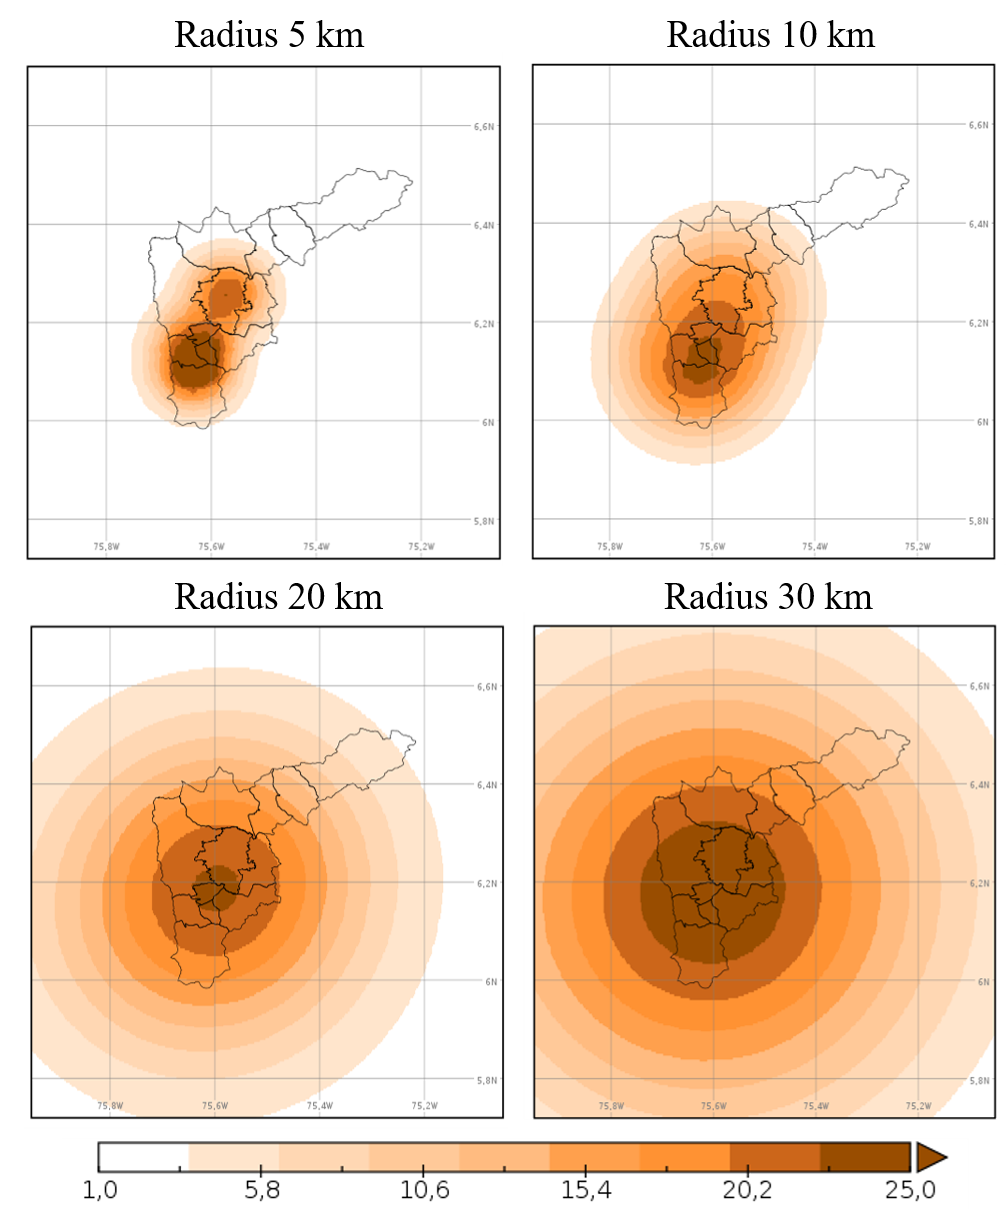 Radius 5 km
Radius 10 km
6,6N
6,4N
6,2N
6N
5,8N
75,8W 75,6W 75,4W 75,2W
6,6N
6,4N
6,2N
6N
5,8N
75,8W 75,6W 75,4W 75,2W
Radius 20 km
Radius 30 km
6,6N
6,4N
6,2N
6N
5,8N
75,8W 75,6W 75,4W 75,2W
6,6N
6,4N
6,2N
6N
5,8N
75,8W 75,6W 75,4W 75,2W
1,0 5,8 10,6 15,4 20,2 25,0